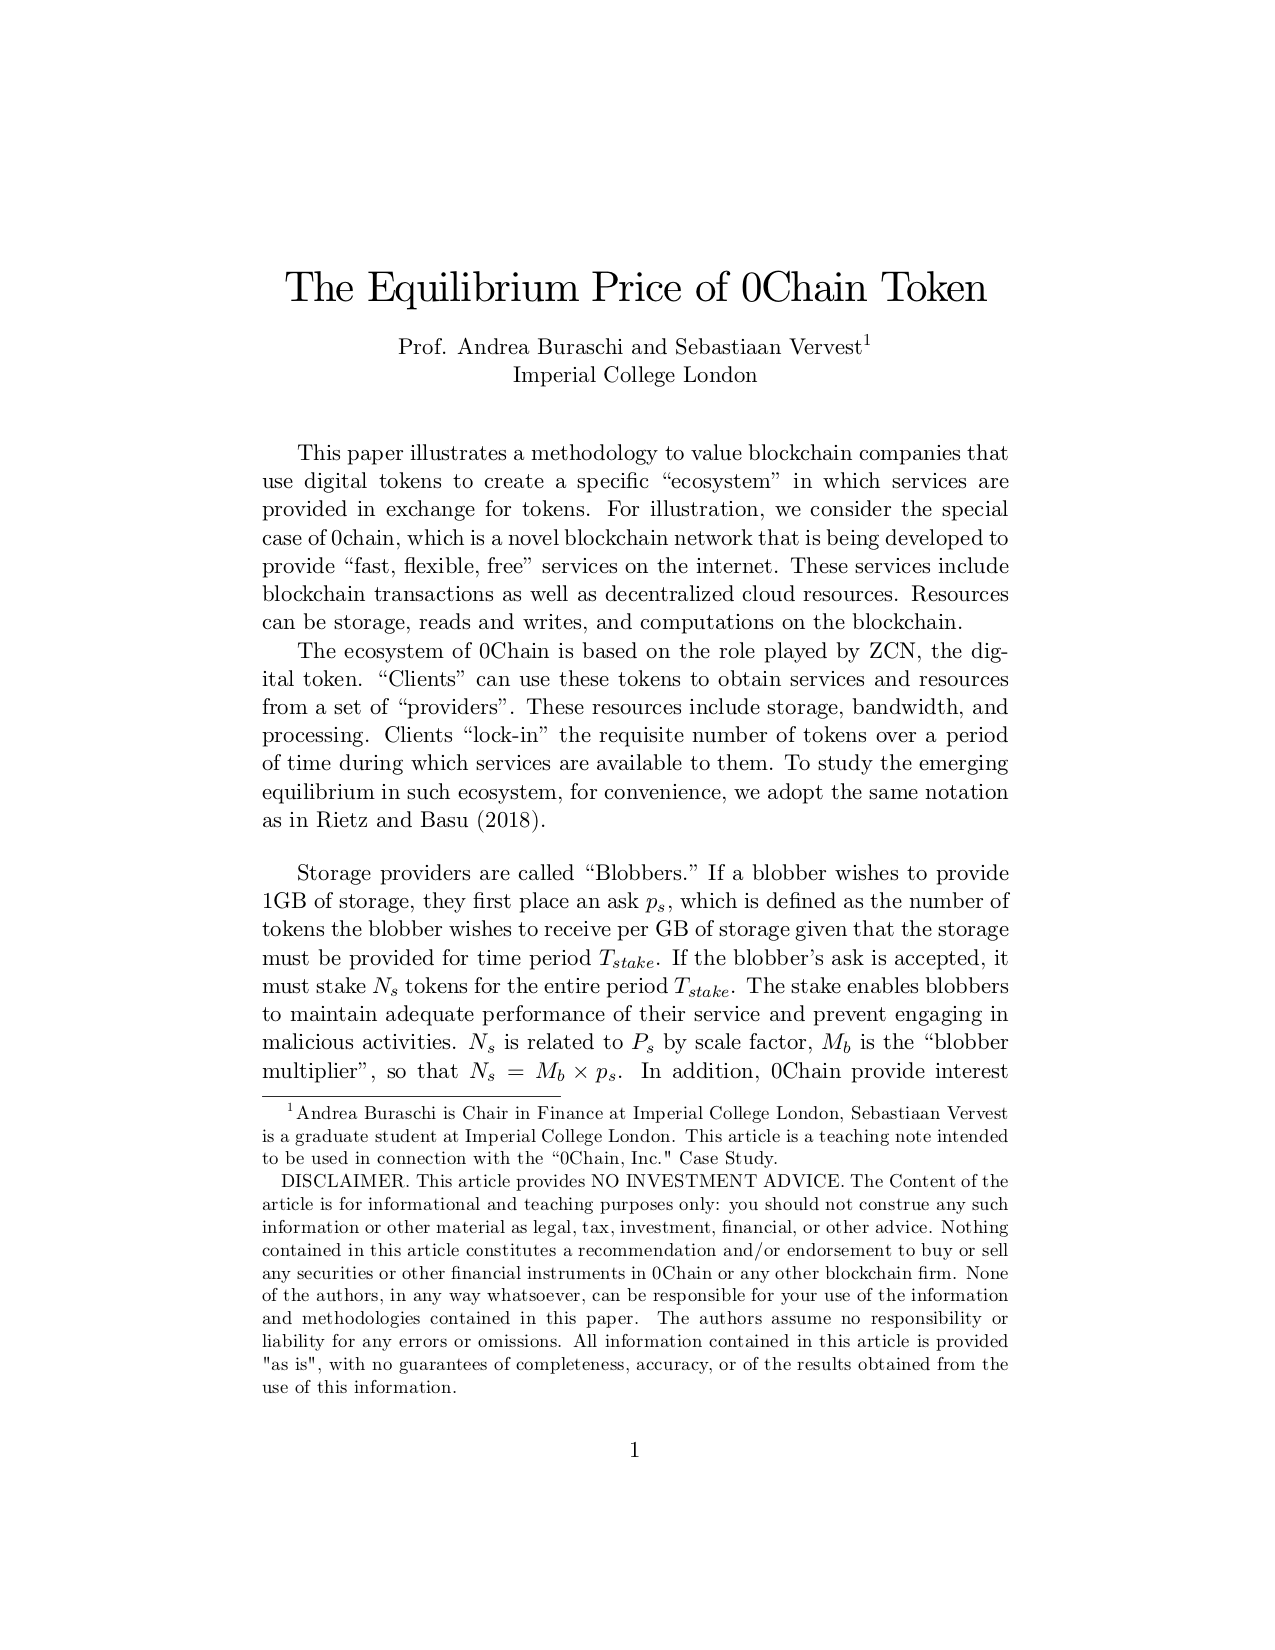 The Equilibrium Price of 0Chain Token
Prof. Andrea Buraschi and Sebastiaan Vervest1
Imperial College London
This paper illustrates a methodology to value blockchain companies that
use digital tokens to create a specific “ecosystem” in which services are
provided in exchange for tokens. For illustration, we consider the special
case of 0chain, which is a novel blockchain network that is being developed to
provide “fast, flexible, free” services on the internet. These services include
blockchain transactions as well as decentralized cloud resources. Resources
can be storage, reads and writes, and computations on the blockchain.
The ecosystem of 0Chain is based on the role played by ZCN, the dig-
ital token. “Clients” can use these tokens to obtain services and resources
from a set of “providers”. These resources include storage, bandwidth, and
processing. Clients “lock-in” the requisite number of tokens over a period
of time during which services are available to them. To study the emerging
equilibrium in such ecosystem, for convenience, we adopt the same notation
as in Rietz and Basu (2018).
Storage providers are called “Blobbers.” If a blobber wishes to provide
1GB of storage, they first place an ask p_s, which is defined as the number of
tokens the blobber wishes to receive per GB of storage given that the storage
must be provided for time period T_stake. If the blobber’s ask is accepted, it
must stake N_s tokens for the entire period T_stake. The stake enables blobbers
to maintain adequate performance of their service and prevent engaging in
malicious activities. N_s is related to P_s by scale factor, M_b is the “blobber
multiplier”, so that N_s = M_b × p_s. In addition, 0Chain provide interest
1Andrea Buraschi is Chair in Finance at Imperial College London, Sebastiaan Vervest
is a graduate student at Imperial College London. This article is a teaching note intended
to be used in connection with the “0Chain, Inc." Case Study.
DISCLAIMER. This article provides NO INVESTMENT ADVICE. The Content of the
article is for informational and teaching purposes only: you should not construe any such
information or other material as legal, tax, investment, financial, or other advice. Nothing
contained in this article constitutes a recommendation and/or endorsement to buy or sell
any securities or other financial instruments in 0Chain or any other blockchain firm. None
of the authors, in any way whatsoever, can be responsible for your use of the information
and methodologies contained in this paper. The authors assume no responsibility or
liability for any errors or omissions. All information contained in this article is provided
"as is", with no guarantees of completeness, accuracy, or of the results obtained from the
use of this information.
1